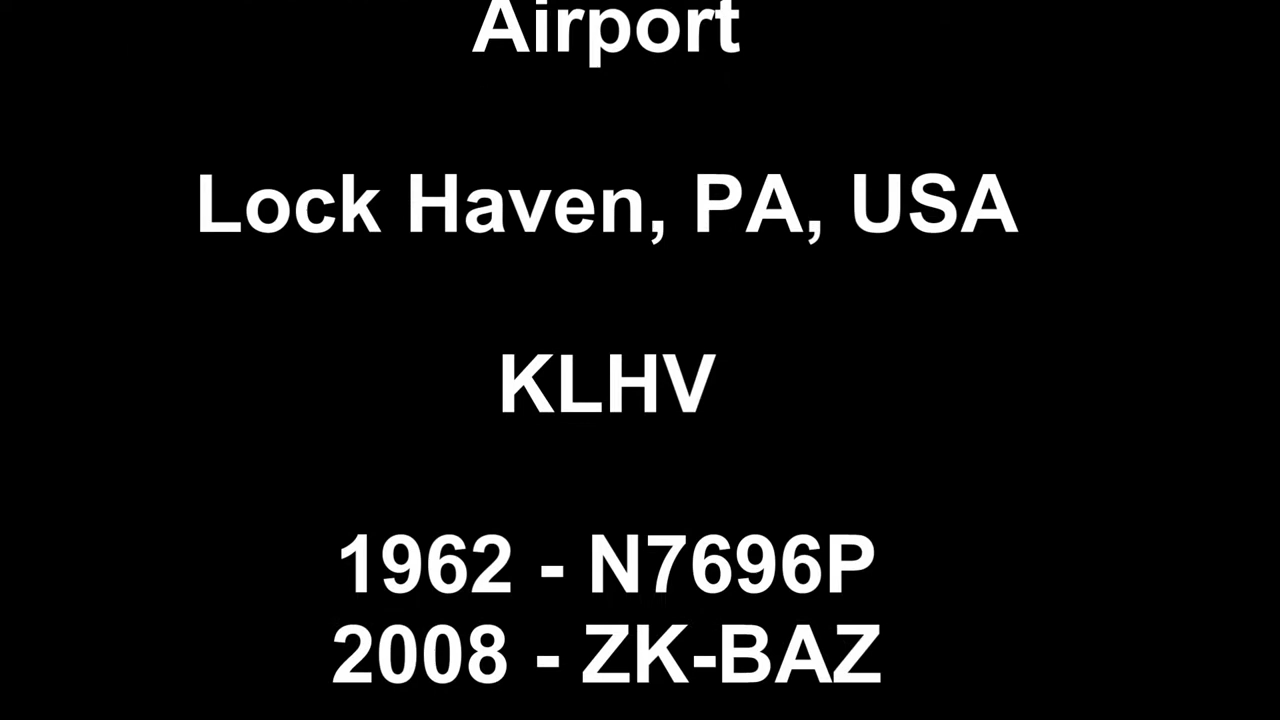 Airport
Lock Haven, PA, USA
KLHV
1962 - N7696P
2008 - ZK-BAZ